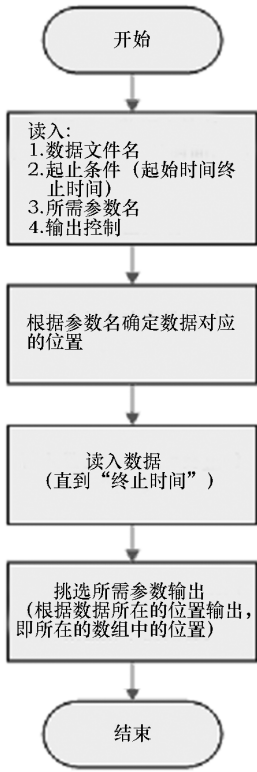 开始
读入:
1.数据文件名
2.起止条件（起始时间终
止时间）
3.所需参数名
4.输出控制
根据参数名确定数据对应
的位置
读入数据
（直到“终止时间”）
挑选所需参数输出
（根据数据所在的位置输出，
即所在的数组中的位置）
结束